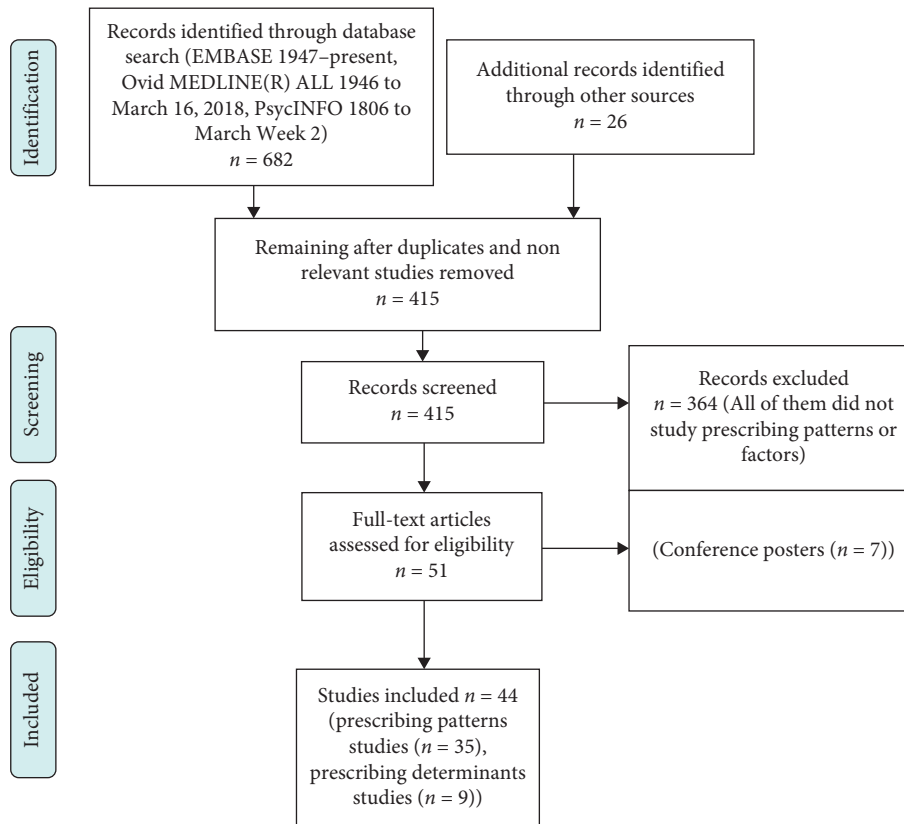 Identification
Records identified through database
search (EMBASE 1947–present,
Ovid MEDLINE(R) ALL 1946 to
March 16, 2018, PsycINFO 1806 to
March Week 2)
n = 682
Additional records identified
through other sources
n = 26
Remaining after duplicates and non
relevant studies removed
n = 415
Screening
Records screened
n = 415
Records excluded
n = 364 (All of them did not
study prescribing patterns or
factors)
Eligibility
Full-text articles
assessed for eligibility
n = 51
(Conference posters (n = 7))
Included
Studies included n = 44
(prescribing patterns
studies (n = 35),
prescribing determinants
studies (n = 9))